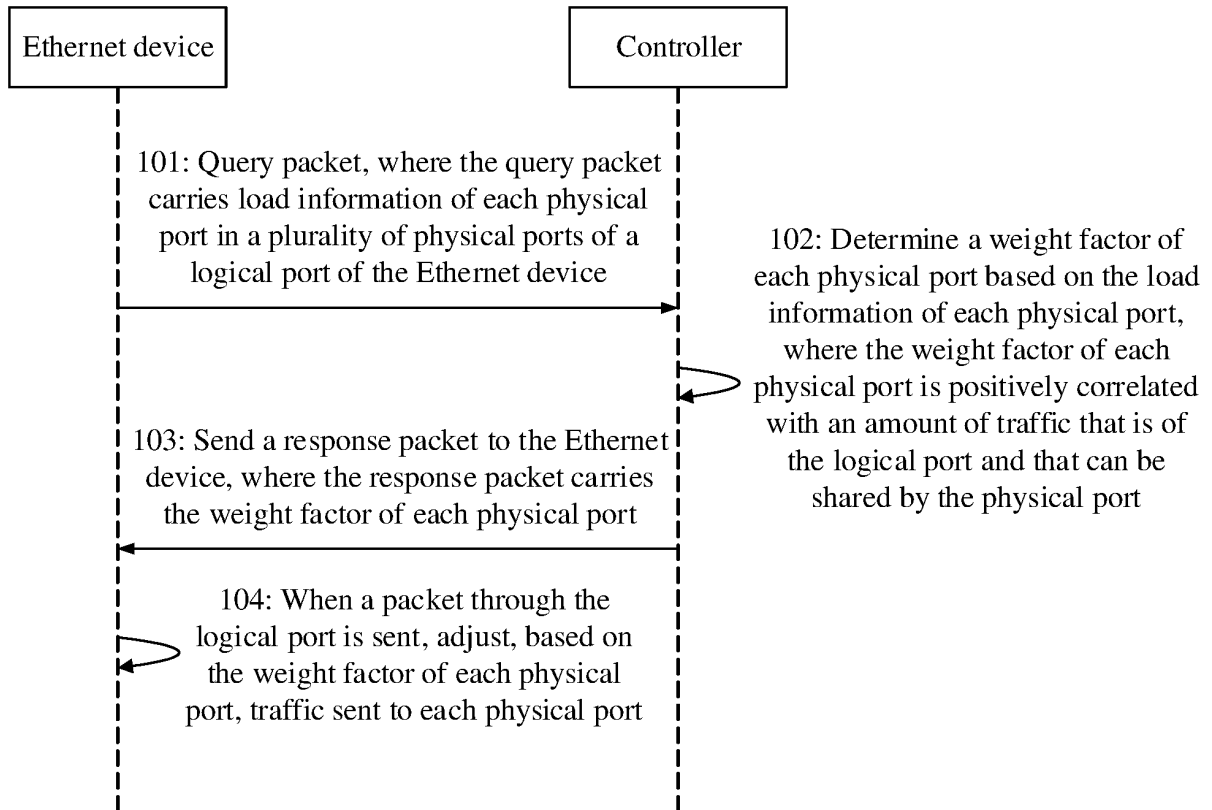 Ethernet device
Controller
101: Query packet, where the query packet
carries load information of each physical
port in a plurality of physical ports of a
logical port of the Ethernet device
102: Determine a weight factor of
each physical port based on the load
information of each physical port,
where the weight factor of each
physical port is positively correlated
with an amount of traffic that is of
the logical port and that can be
shared by the physical port
103: Send a response packet to the Ethernet
device, where the response packet carries
the weight factor of each physical port
104: When a packet through the
logical port is sent, adjust, based on
the weight factor of each physical
port, traffic sent to each physical port